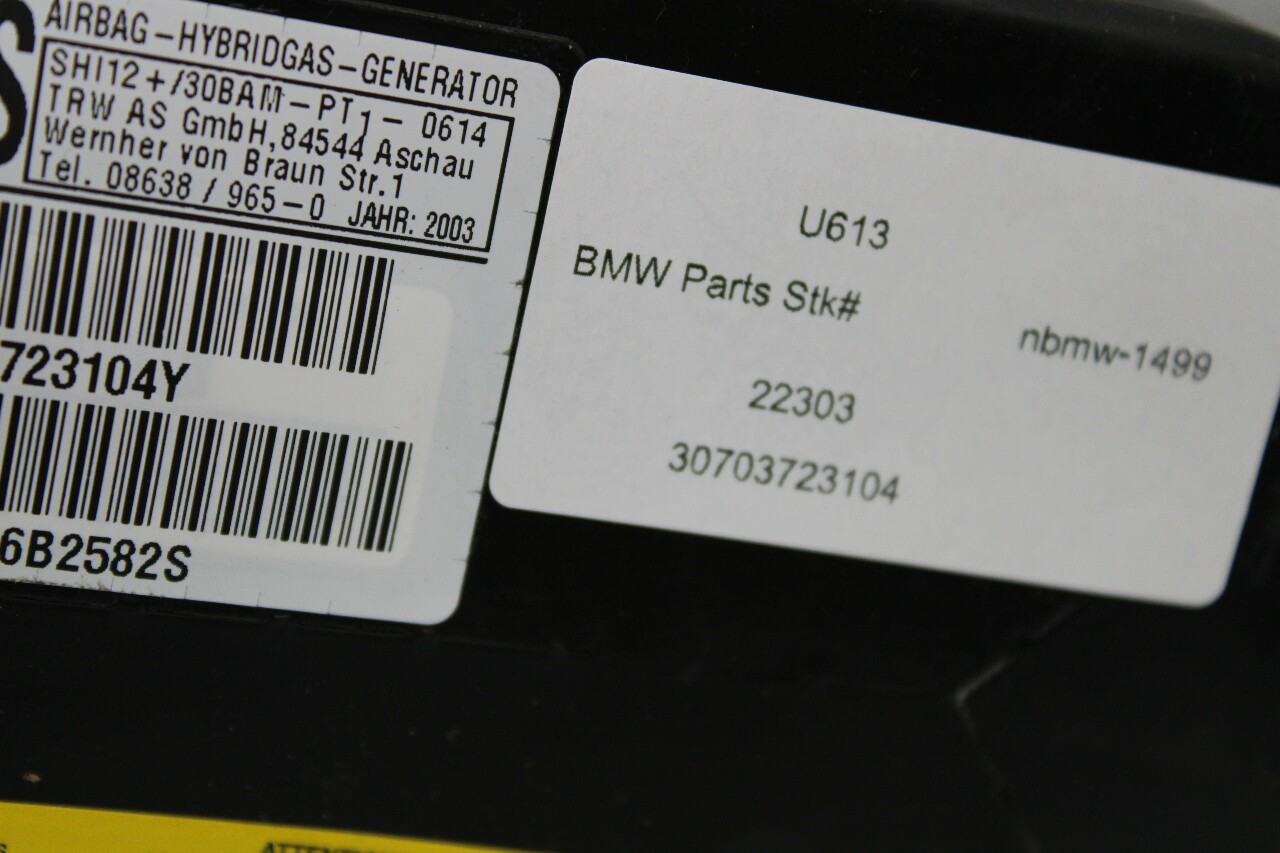 S
AIRBAG-HYBRIDGAS-GENERATOR
SHI12+/30BAM-PT1-0614
TRW AS GmbH,84544 Aschau
Wernher von Braun Str.1
Tel. 08638 / 965-0 JAHR: 2003
723104Y
6B2582S
U613
BMW Parts Stk#
nbmw-1499
22303
30703723104